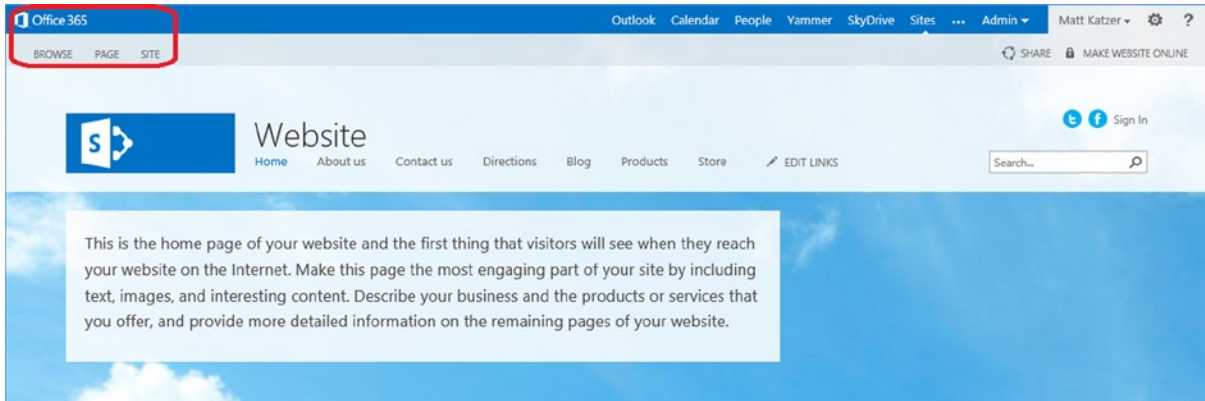 Office 365 Outlook Calendar People Yammer SkyDrive Sites ... Admin Matt Katzer ?
BROWSE PAGE SITE SHARE MAKE WEBSITE ONLINE
S
Website
Sign In
Home About us Contact us Directions Blog Products Store EDIT LINKS
Search...
This is the home page of your website and the first thing that visitors will see when they reach
your website on the Internet. Make this page the most engaging part of your site by including
text, images, and interesting content. Describe your business and the products or services that
you offer, and provide more detailed information on the remaining pages of your website.